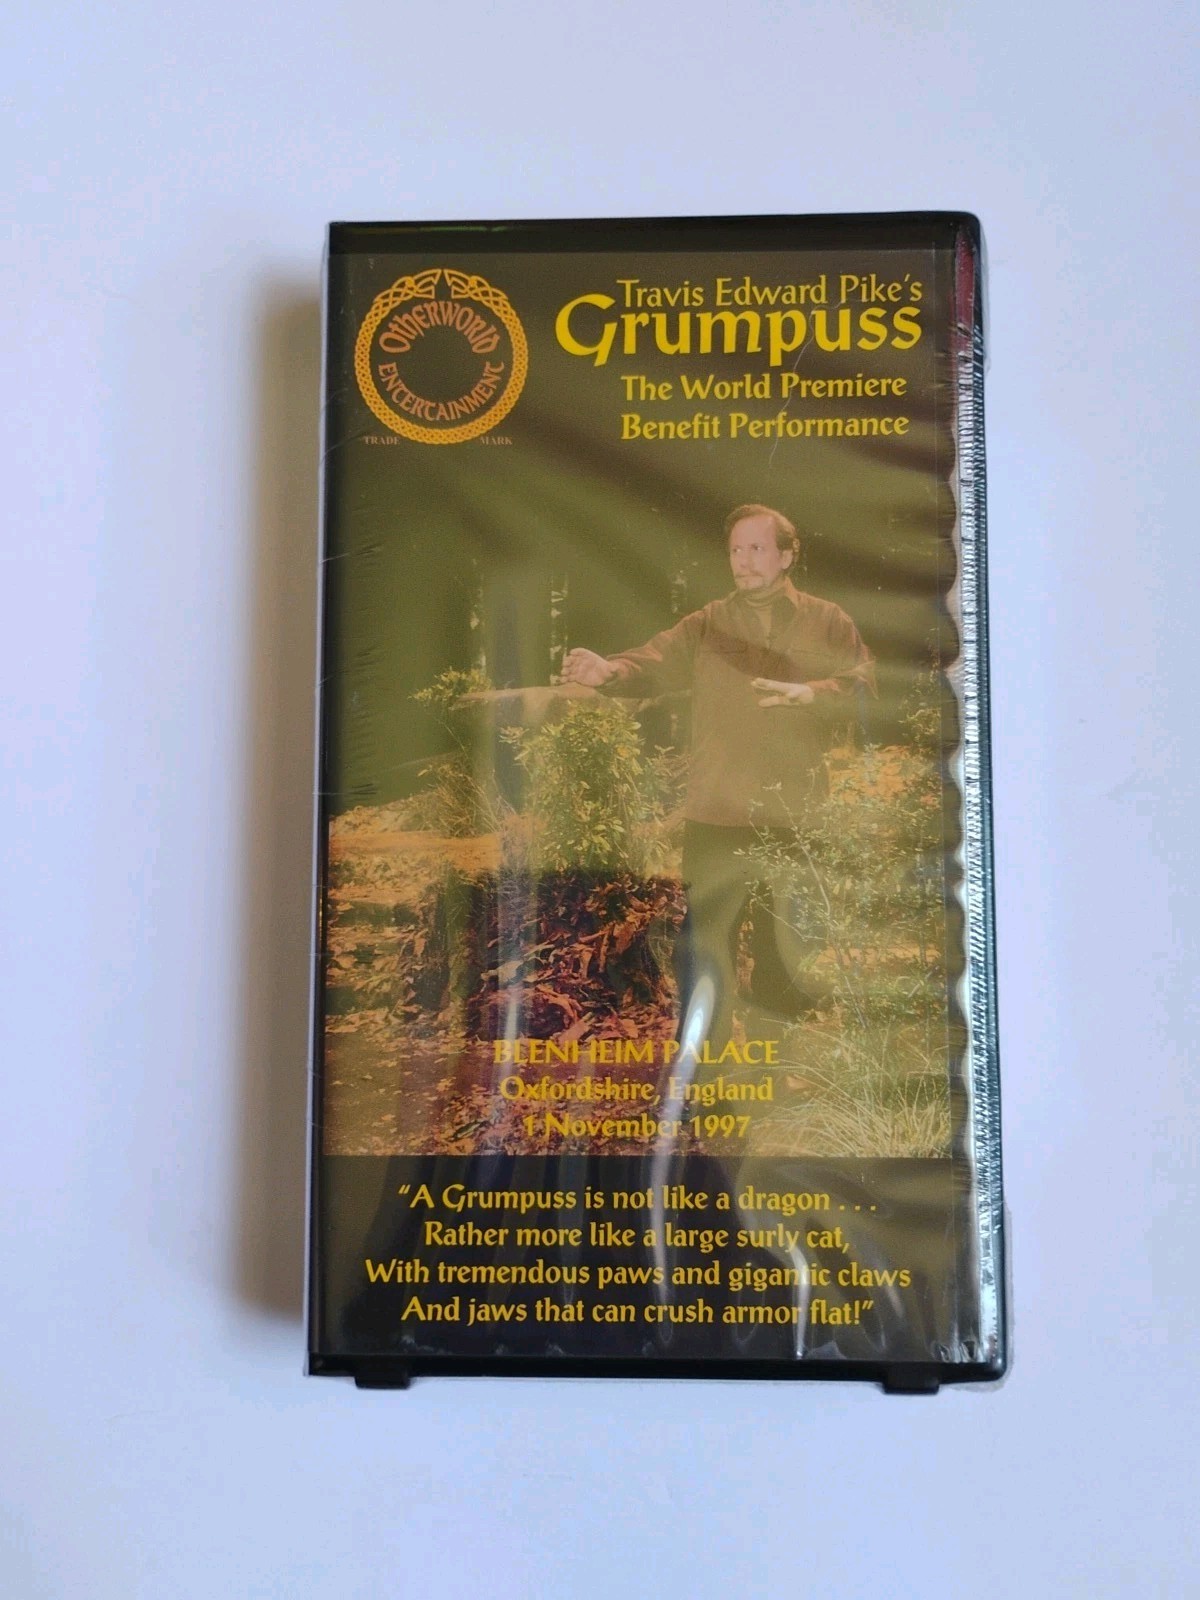 OTHERWORLD
ENTERTAINMENT
TRADE MARK
Travis Edward Pike's
Grumpuss
The World Premiere
Benefit Performance
BLENHEIM PALACE
Oxfordshire, England
1 November 1997
“A Grumpuss is not like a dragon . . .
Rather more like a large surly cat,
With tremendous paws and gigantic claws
And jaws that can crush armor flat!”